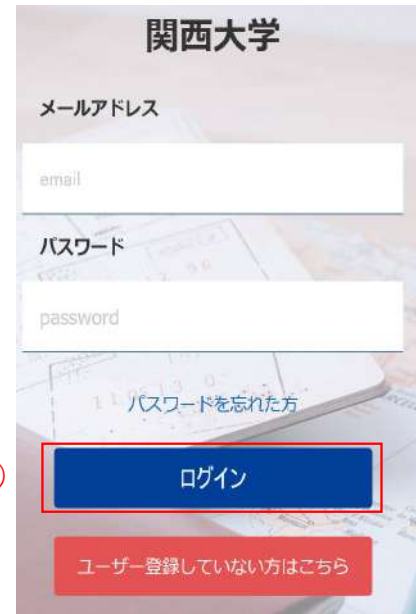 関西大学
メールアドレス
email
パスワード
password
パスワードを忘れた方
ログイン
ユーザー登録していない方はこちら